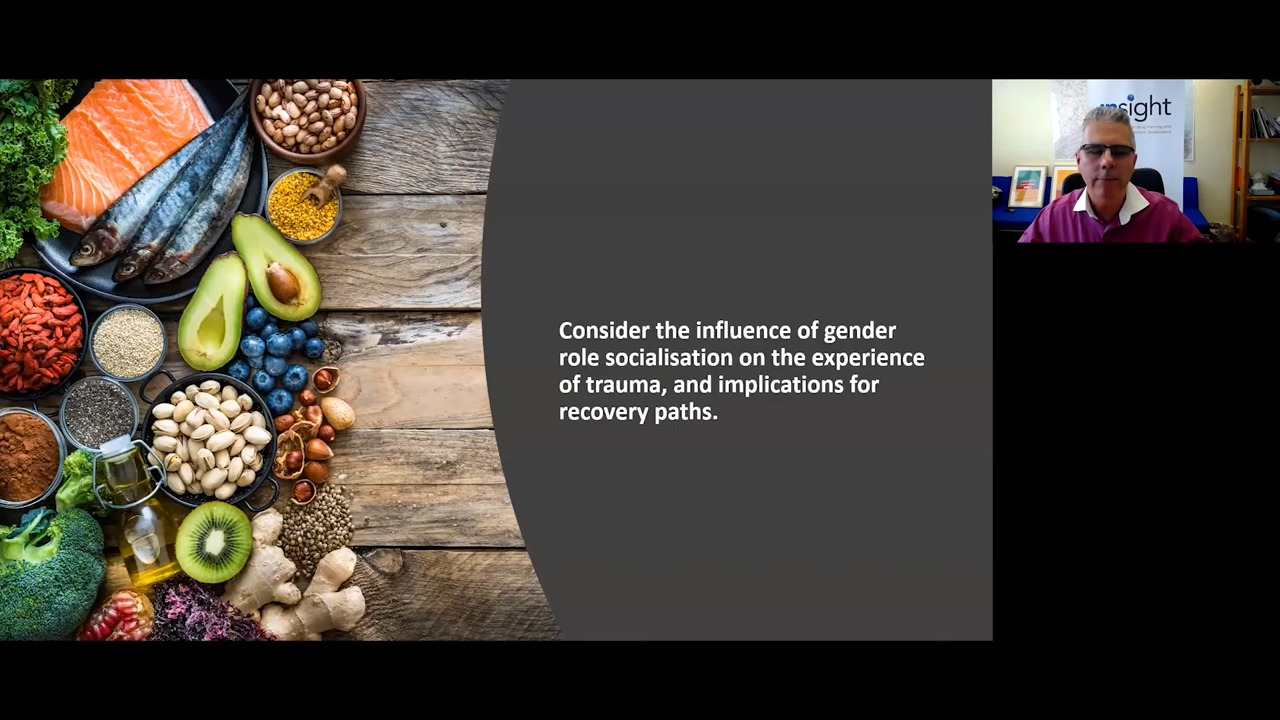 Consider the influence of gender
role socialisation on the experience
of trauma, and implications for
recovery paths.
insight